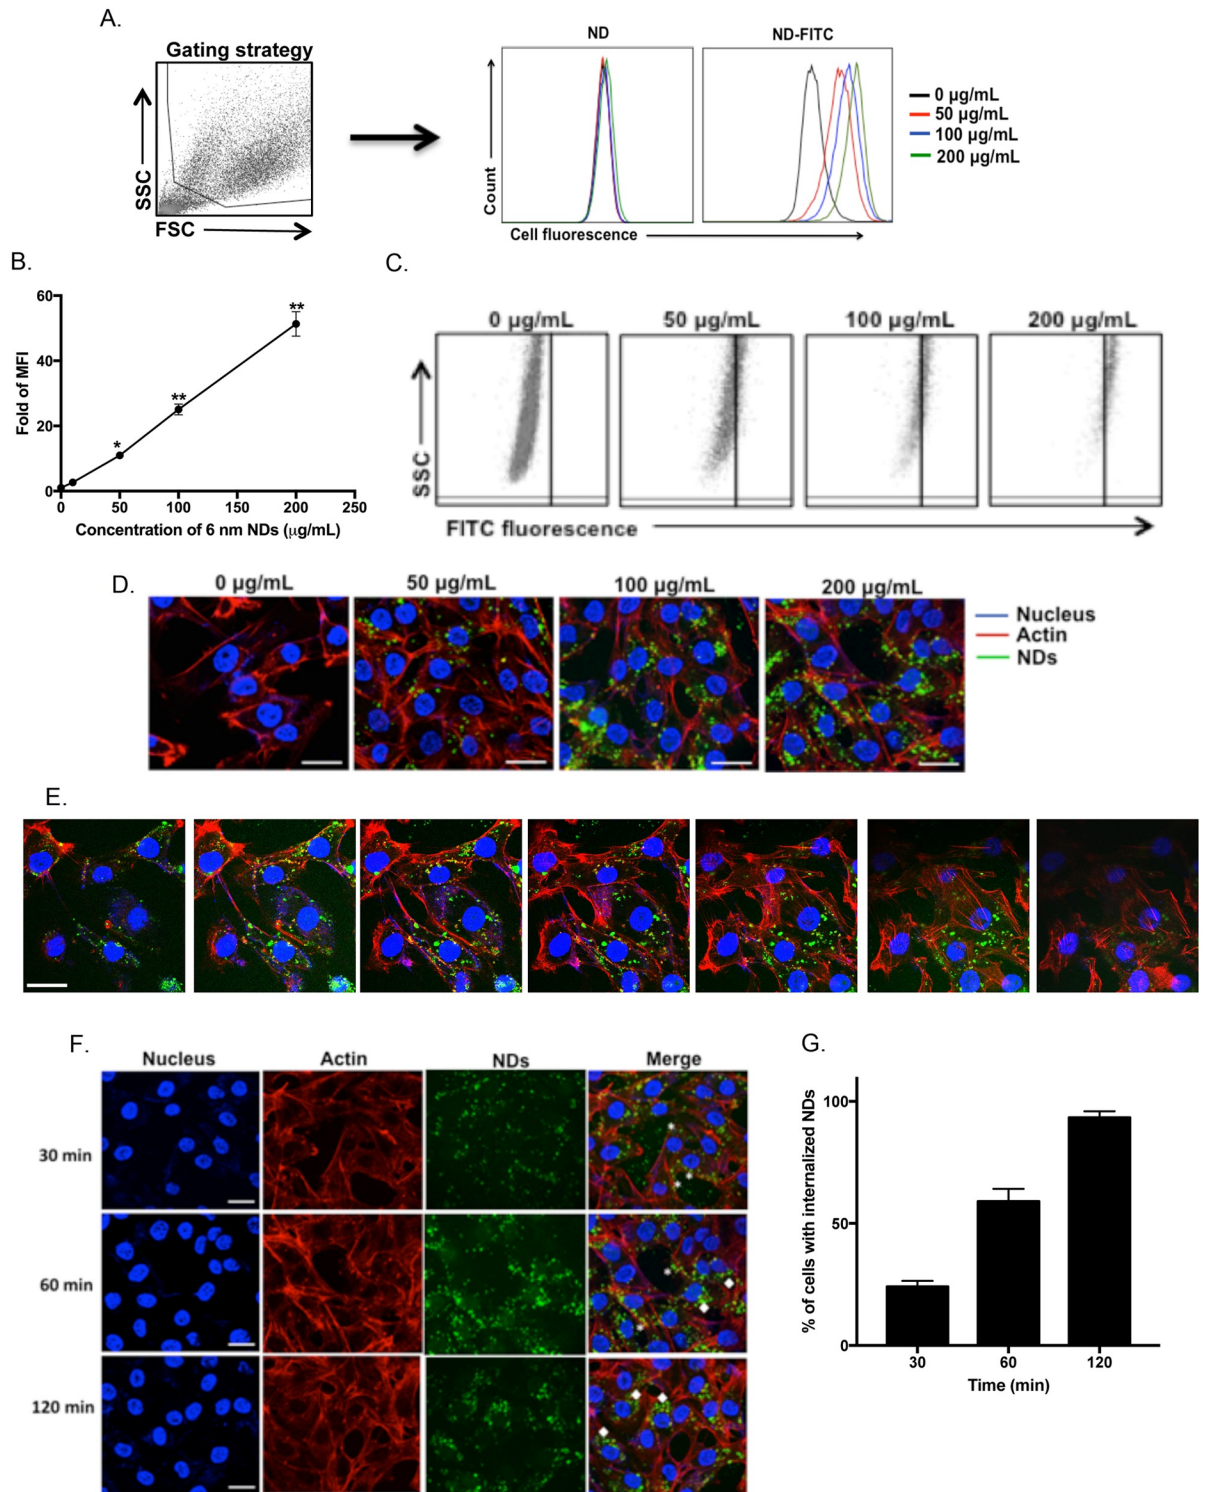 A.
Gating strategy
SSC
FSC
ND
ND-FITC
Count
Cell fluorescence
0 µg/mL
50 µg/mL
100 µg/mL
200 µg/mL
B.
60
40
20
0
Fold of MFI
*
**
**
0
50
100
150
200
250
Concentration of 6 nm NDs (µg/mL)
C.
0 µg/mL
50 µg/mL
100 µg/mL
200 µg/mL
SSC
FITC fluorescence
D.
0 µg/mL
50 µg/mL
100 µg/mL
200 µg/mL
Nucleus
Actin
NDs
E.
F.
Nucleus
Actin
NDs
Merge
30 min
60 min
120 min
G.
% of cells with internalized NDs
100
50
0
30
60
120
Time (min)